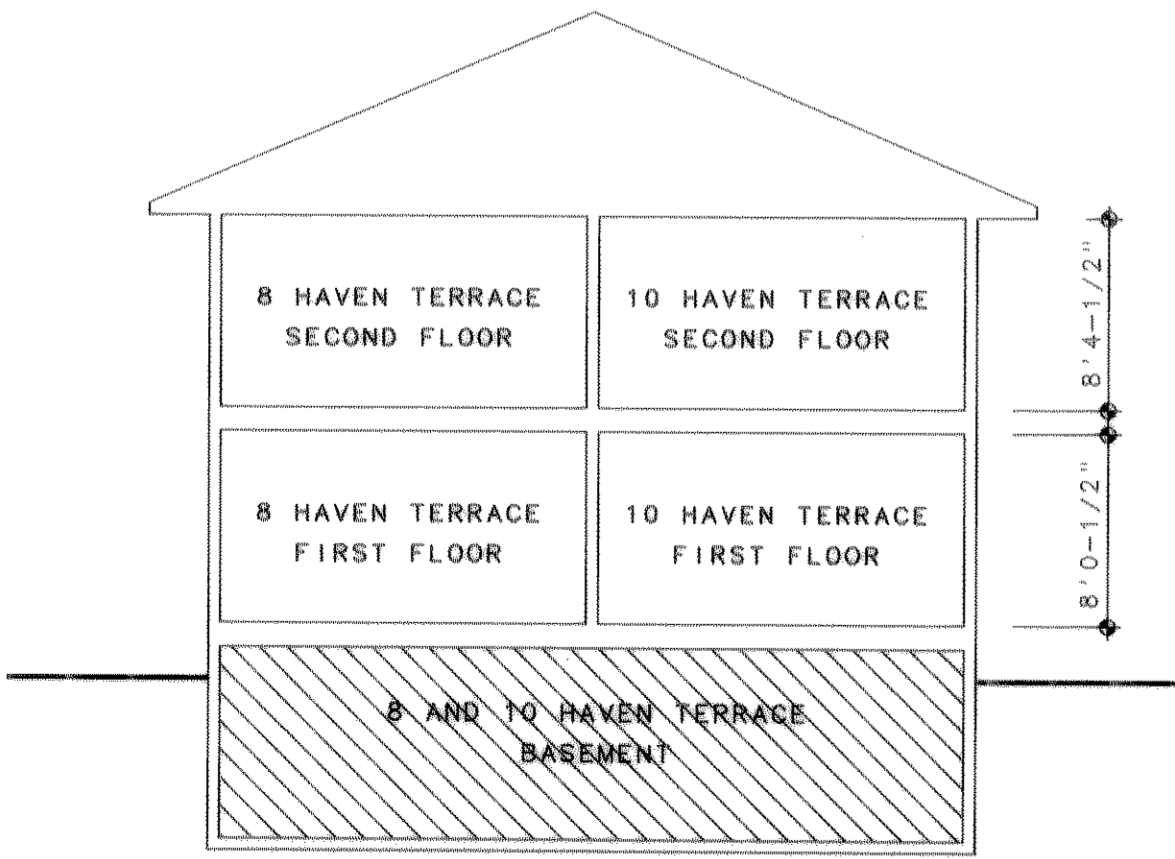 8 HAVEN TERRACE
SECOND FLOOR
10 HAVEN TERRACE
SECOND FLOOR
8'4-1/2"
8 HAVEN TERRACE
FIRST FLOOR
10 HAVEN TERRACE
FIRST FLOOR
8'0-1/2"
8 AND 10 HAVEN TERRACE
BASEMENT